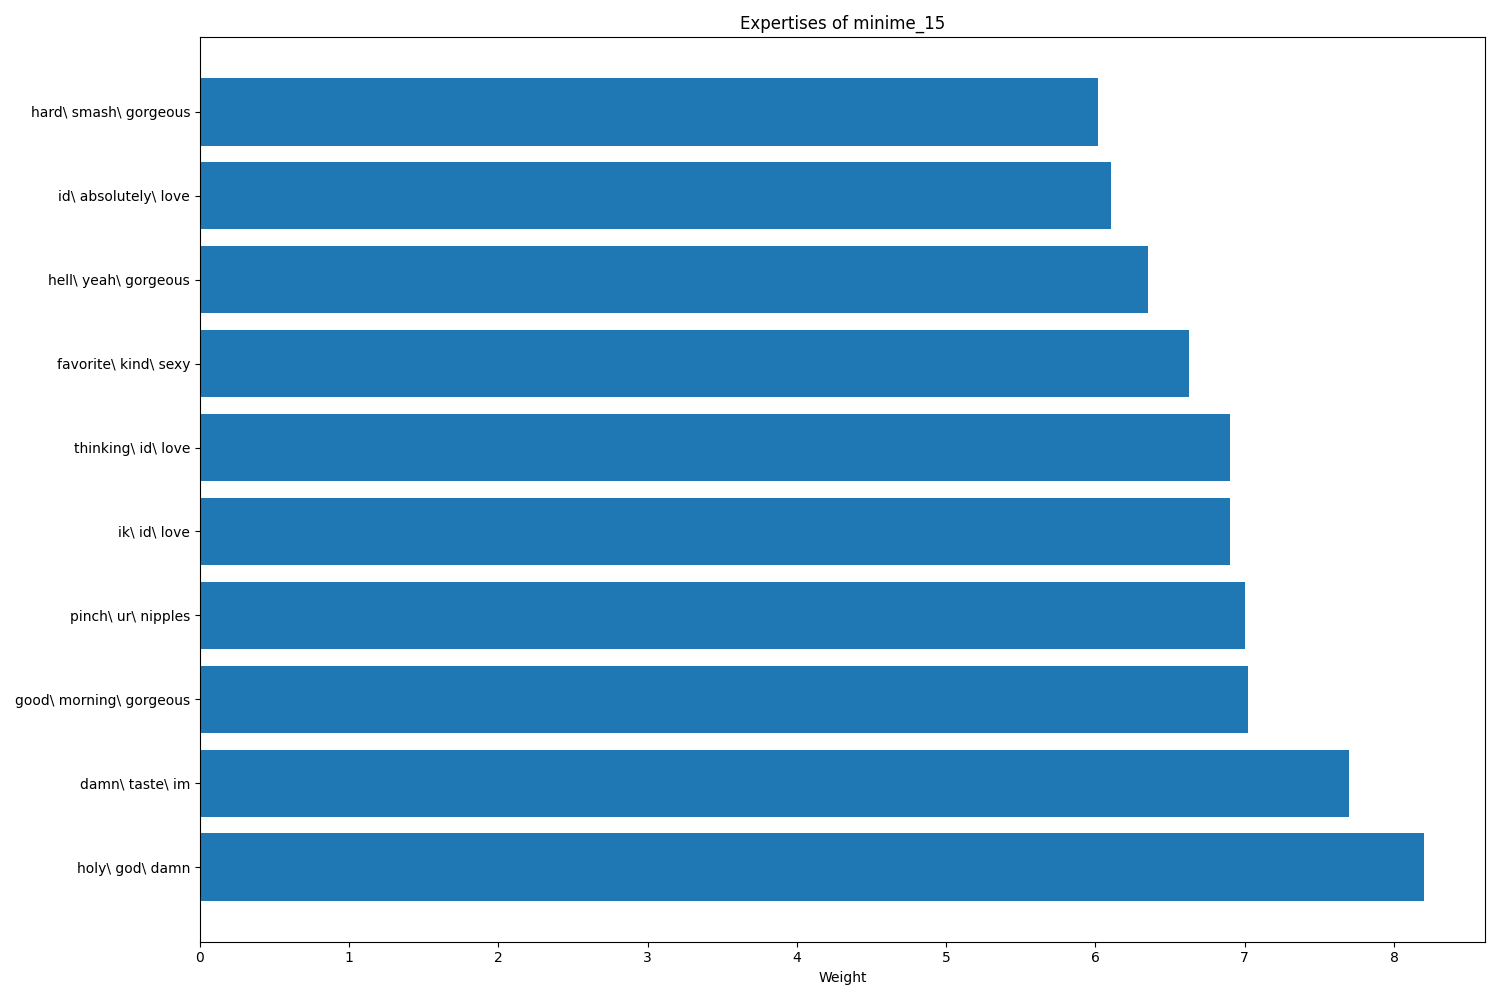 Expertises of minime_15
hard\ smash\ gorgeous
id\ absolutely\ love
hell\ yeah\ gorgeous
favorite\ kind\ sexy
thinking\ id\ love
ik\ id\ love
pinch\ ur\ nipples
good\ morning\ gorgeous
damn\ taste\ im
holy\ god\ damn
0 1 2 3 4 5 6 7 8
Weight